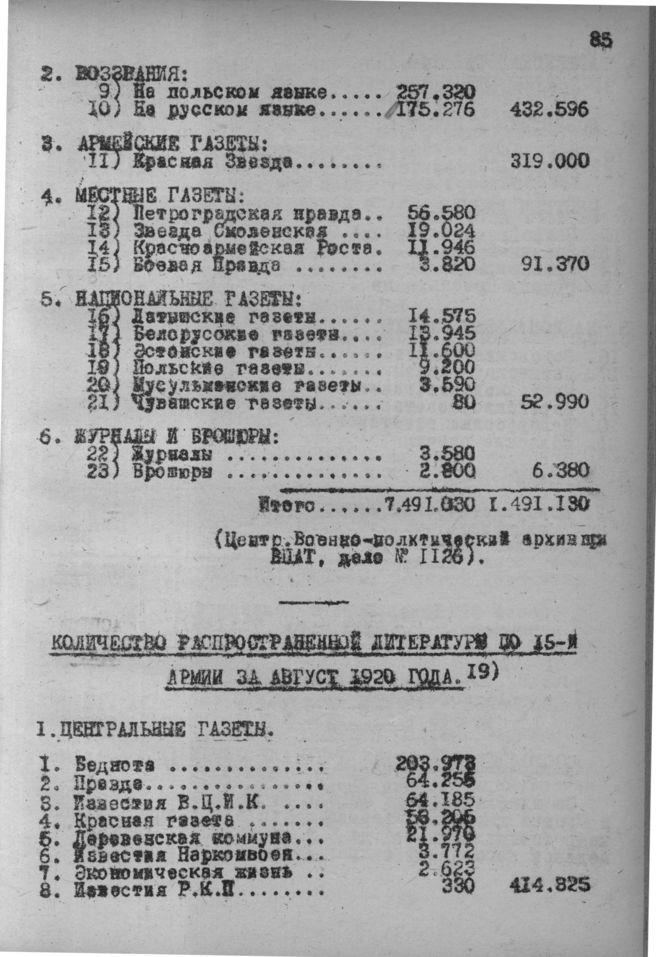 85
2. ВОЗЗВАНИЯ:
9) На польском языке..... 257.320
10) На русском языке...... 175.276 432.596
3. АРМЕЙСКИЕ ГАЗЕТЫ:
11) Красная Звезда........ 319.000
4. МЕСТНЫЕ ГАЗЕТЫ:
12) Петроградская правда.. 56.580
13) Звезда Смоленская .... 19.024
14) Красноармейская Роста. 11.946
15) Боевая Правда ........ 3.820 91.370
5. НАЦИОНАЛЬНЫЕ ГАЗЕТЫ:
16) Латышские газеты...... 14.575
17) Белорусские газеты.... 13.945
18) Эстонские газеты...... 11.600
19) Польские газеты....... 9.200
20) Мусульманские газеты.. 3.590
21) Чувашские газеты...... 80 52.990
6. ЖУРНАЛЫ И БРОШЮРЫ:
22) Журналы .............. 3.580
23) Брошюры .............. 2.800 6.380
Итого......7.491.030 1.491.130
(Центр.Военно-политический архив при
ВПАТ, дело № 1126).
КОЛИЧЕСТВО РАСПРОСТРАНЕННОЙ ЛИТЕРАТУРЫ ПО 15-Й
АРМИИ ЗА АВГУСТ 1920 ГОДА.19)
1.ЦЕНТРАЛЬНЫЕ ГАЗЕТЫ.
1. Беднота ............... 203.973
2. Правда................. 64.256
3. Известия В.Ц.И.К. .... 64.185
4. Красная газета ....... 56.206
5. Деревенская коммуна... 21.970
6. Известия Наркомвоен... 3.772
7. Экономическая жизнь .. 2.623
8. Известия Р.К.П........ 330 414.825